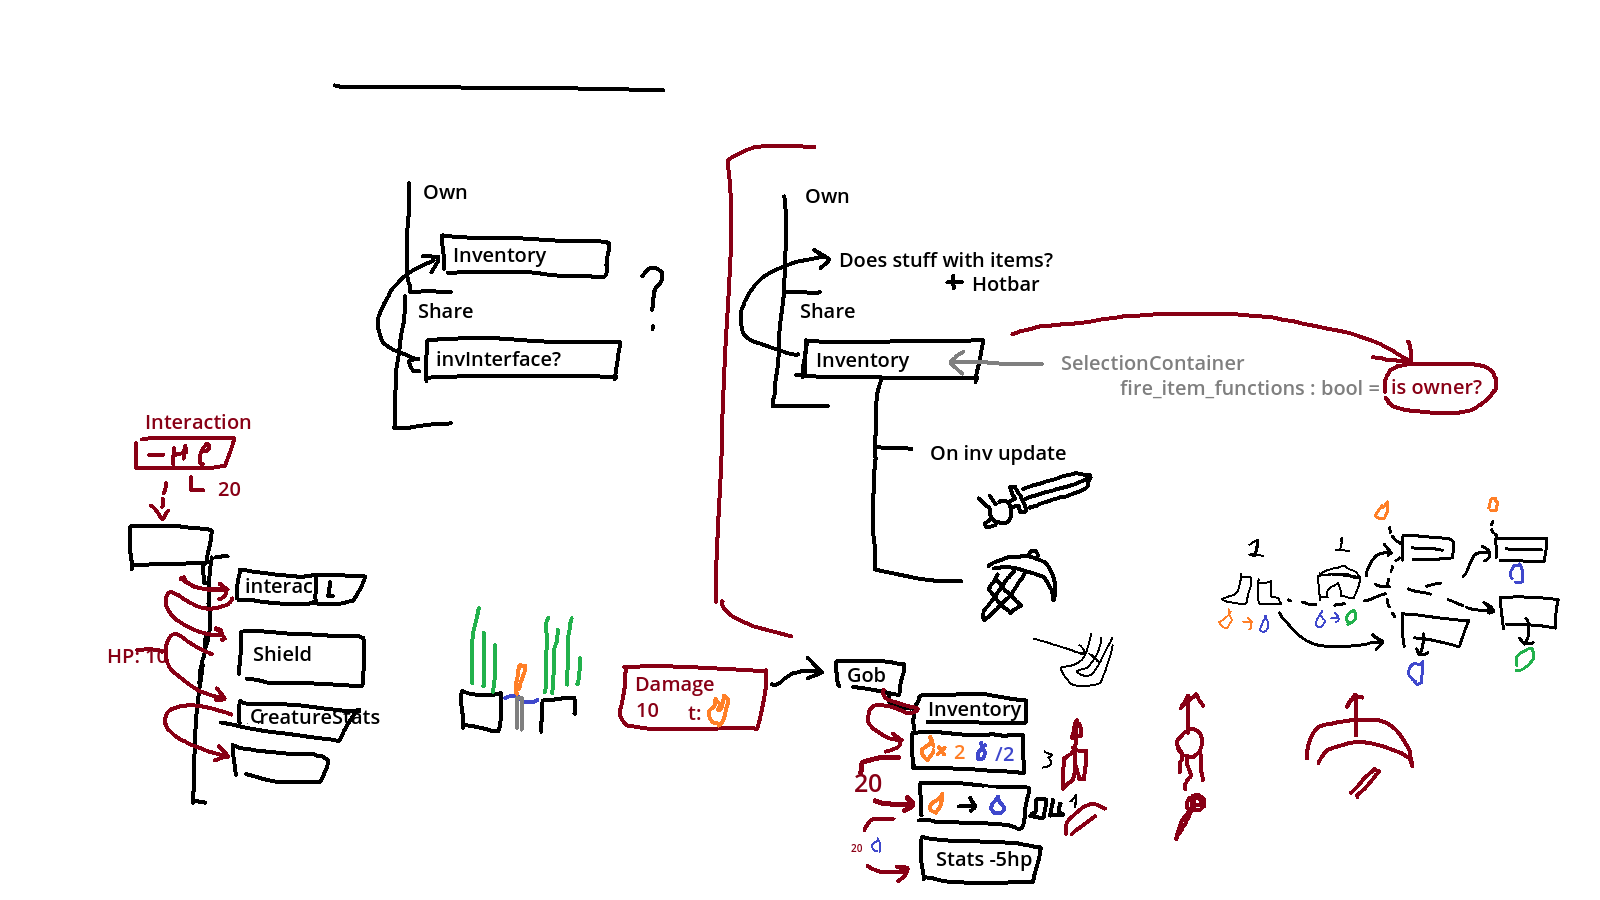 Own
Inventory
Share
invInterface?
?
Own
Does stuff with items?
+ Hotbar
Share
Inventory
SelectionContainer
fire_item_functions : bool = is owner?
On inv update
Interaction
-HP
20
interac
Shield
HP: 10
CreatureStats
Damage
10 t:
Gob
Inventory
x 2 /2
3
20
1
20
Stats -5hp
1
1